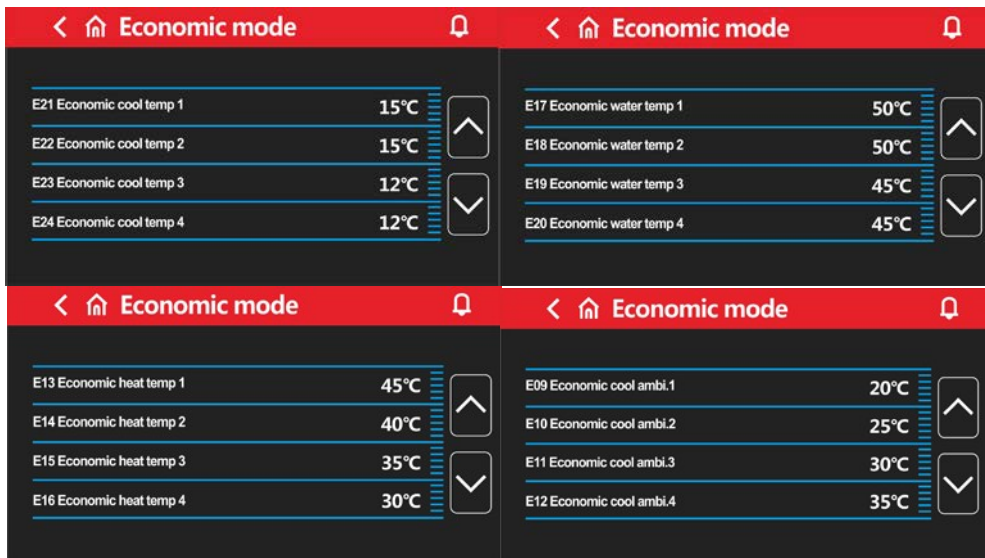 Economic mode
E21 Economic cool temp 1 15℃
E22 Economic cool temp 2 15℃
E23 Economic cool temp 3 12℃
E24 Economic cool temp 4 12℃
Economic mode
E17 Economic water temp 1 50℃
E18 Economic water temp 2 50℃
E19 Economic water temp 3 45℃
E20 Economic water temp 4 45℃
Economic mode
E13 Economic heat temp 1 45℃
E14 Economic heat temp 2 40℃
E15 Economic heat temp 3 35℃
E16 Economic heat temp 4 30℃
Economic mode
E09 Economic cool ambi.1 20℃
E10 Economic cool ambi.2 25℃
E11 Economic cool ambi.3 30℃
E12 Economic cool ambi.4 35℃